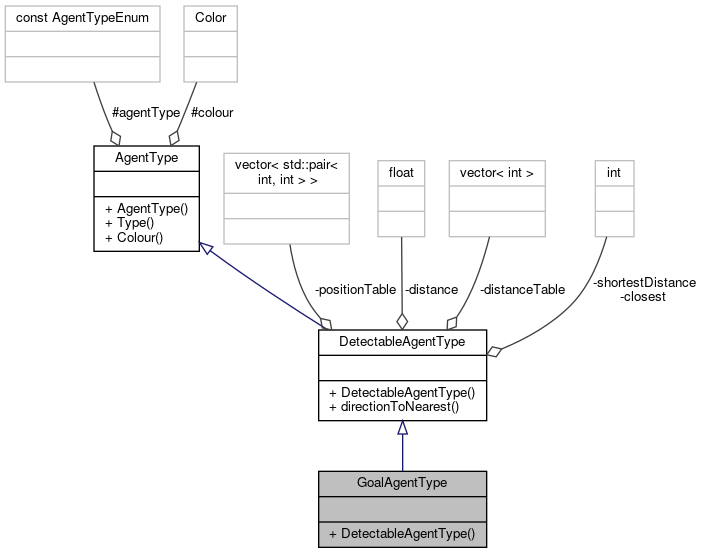 const AgentTypeEnum
Color
#agentType
#colour
AgentType
+ AgentType()
+ Type()
+ Colour()
vector< std::pair<
int, int > >
float
vector< int >
int
-positionTable
-distance
-distanceTable
-shortestDistance
-closest
DetectableAgentType
+ DetectableAgentType()
+ directionToNearest()
GoalAgentType
+ DetectableAgentType()